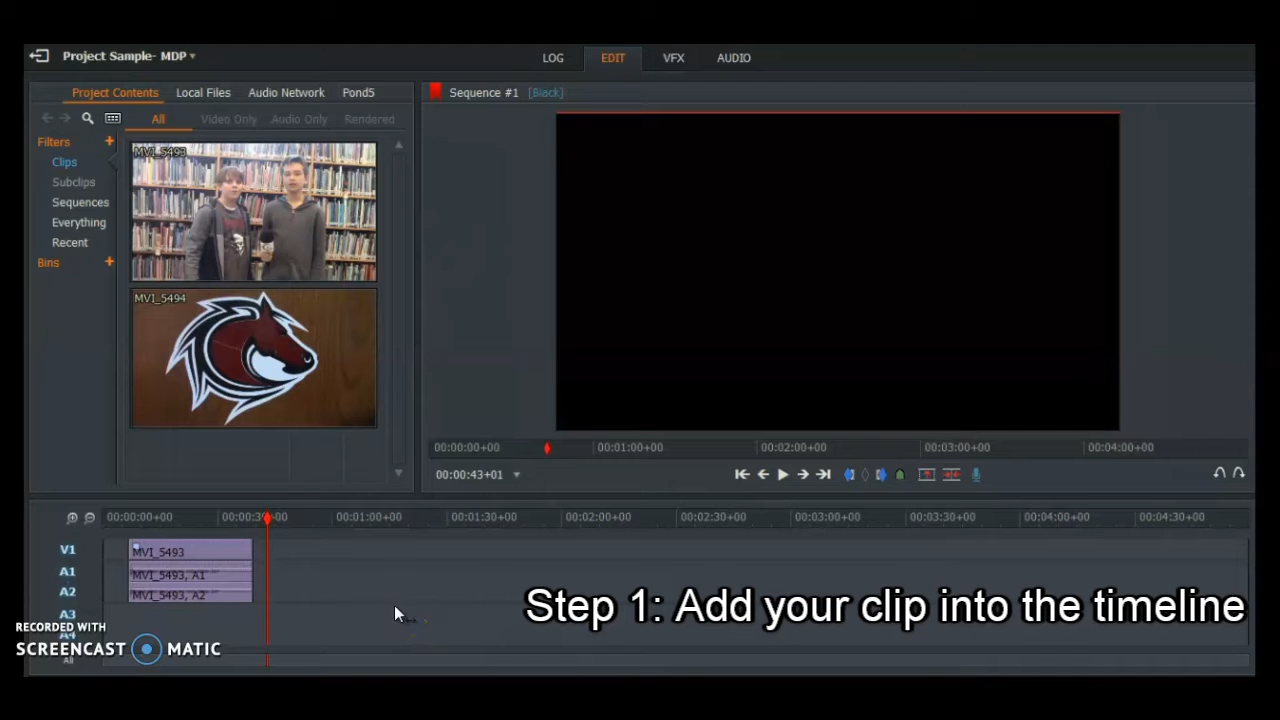 Project Sample- MDP
LOG EDIT VFX AUDIO
Project Contents Local Files Audio Network Pond5
Sequence #1 [Black]
All Video Only Audio Only Rendered
Filters +
Clips
Subclips
Sequences
Everything
Recent
Bins +
MVI_5493
MVI_5494
00:00:00+00 00:01:00+00 00:02:00+00 00:03:00+00 00:04:00+00
00:00:43+01
00:00:00+00 00:01:00+00 00:01:30+00 00:02:00+00 00:02:30+00 00:03:00+00 00:03:30+00 00:04:00+00 00:04:30+00
V1 MVI_5493
A1 MVI_5493, A1
A2 MVI_5493, A2
A3
Step 1: Add your clip into the timeline
RECORDED WITH
SCREENCAST MATIC
All